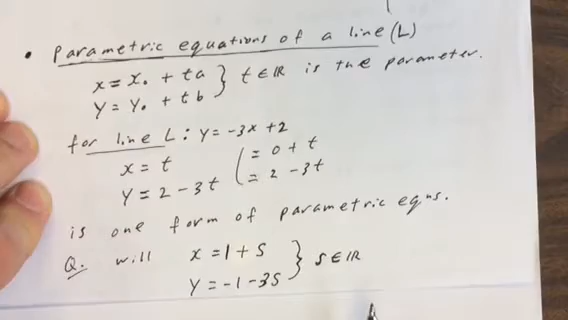 • Parametric equations of a line (L)
x = x₀ + ta
y = y₀ + tb } t ∈ ℝ is the parameter.
for line L : y = -3x + 2
x = t ( = 0 + t
y = 2 - 3t ( = 2 - 3t
is one form of parametric eqns.
Q. will x = 1 + s
y = -1 - 3s } s ∈ ℝ